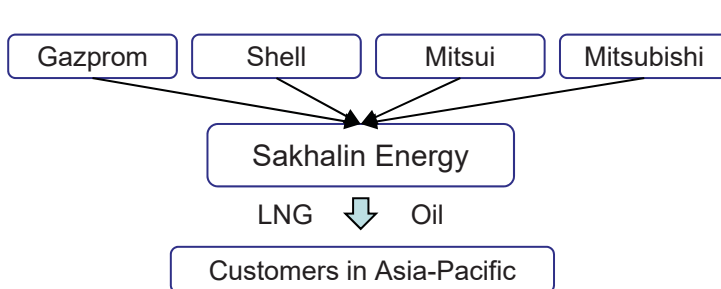 Gazprom Shell Mitsui Mitsubishi
Sakhalin Energy
LNG Oil
Customers in Asia-Pacific